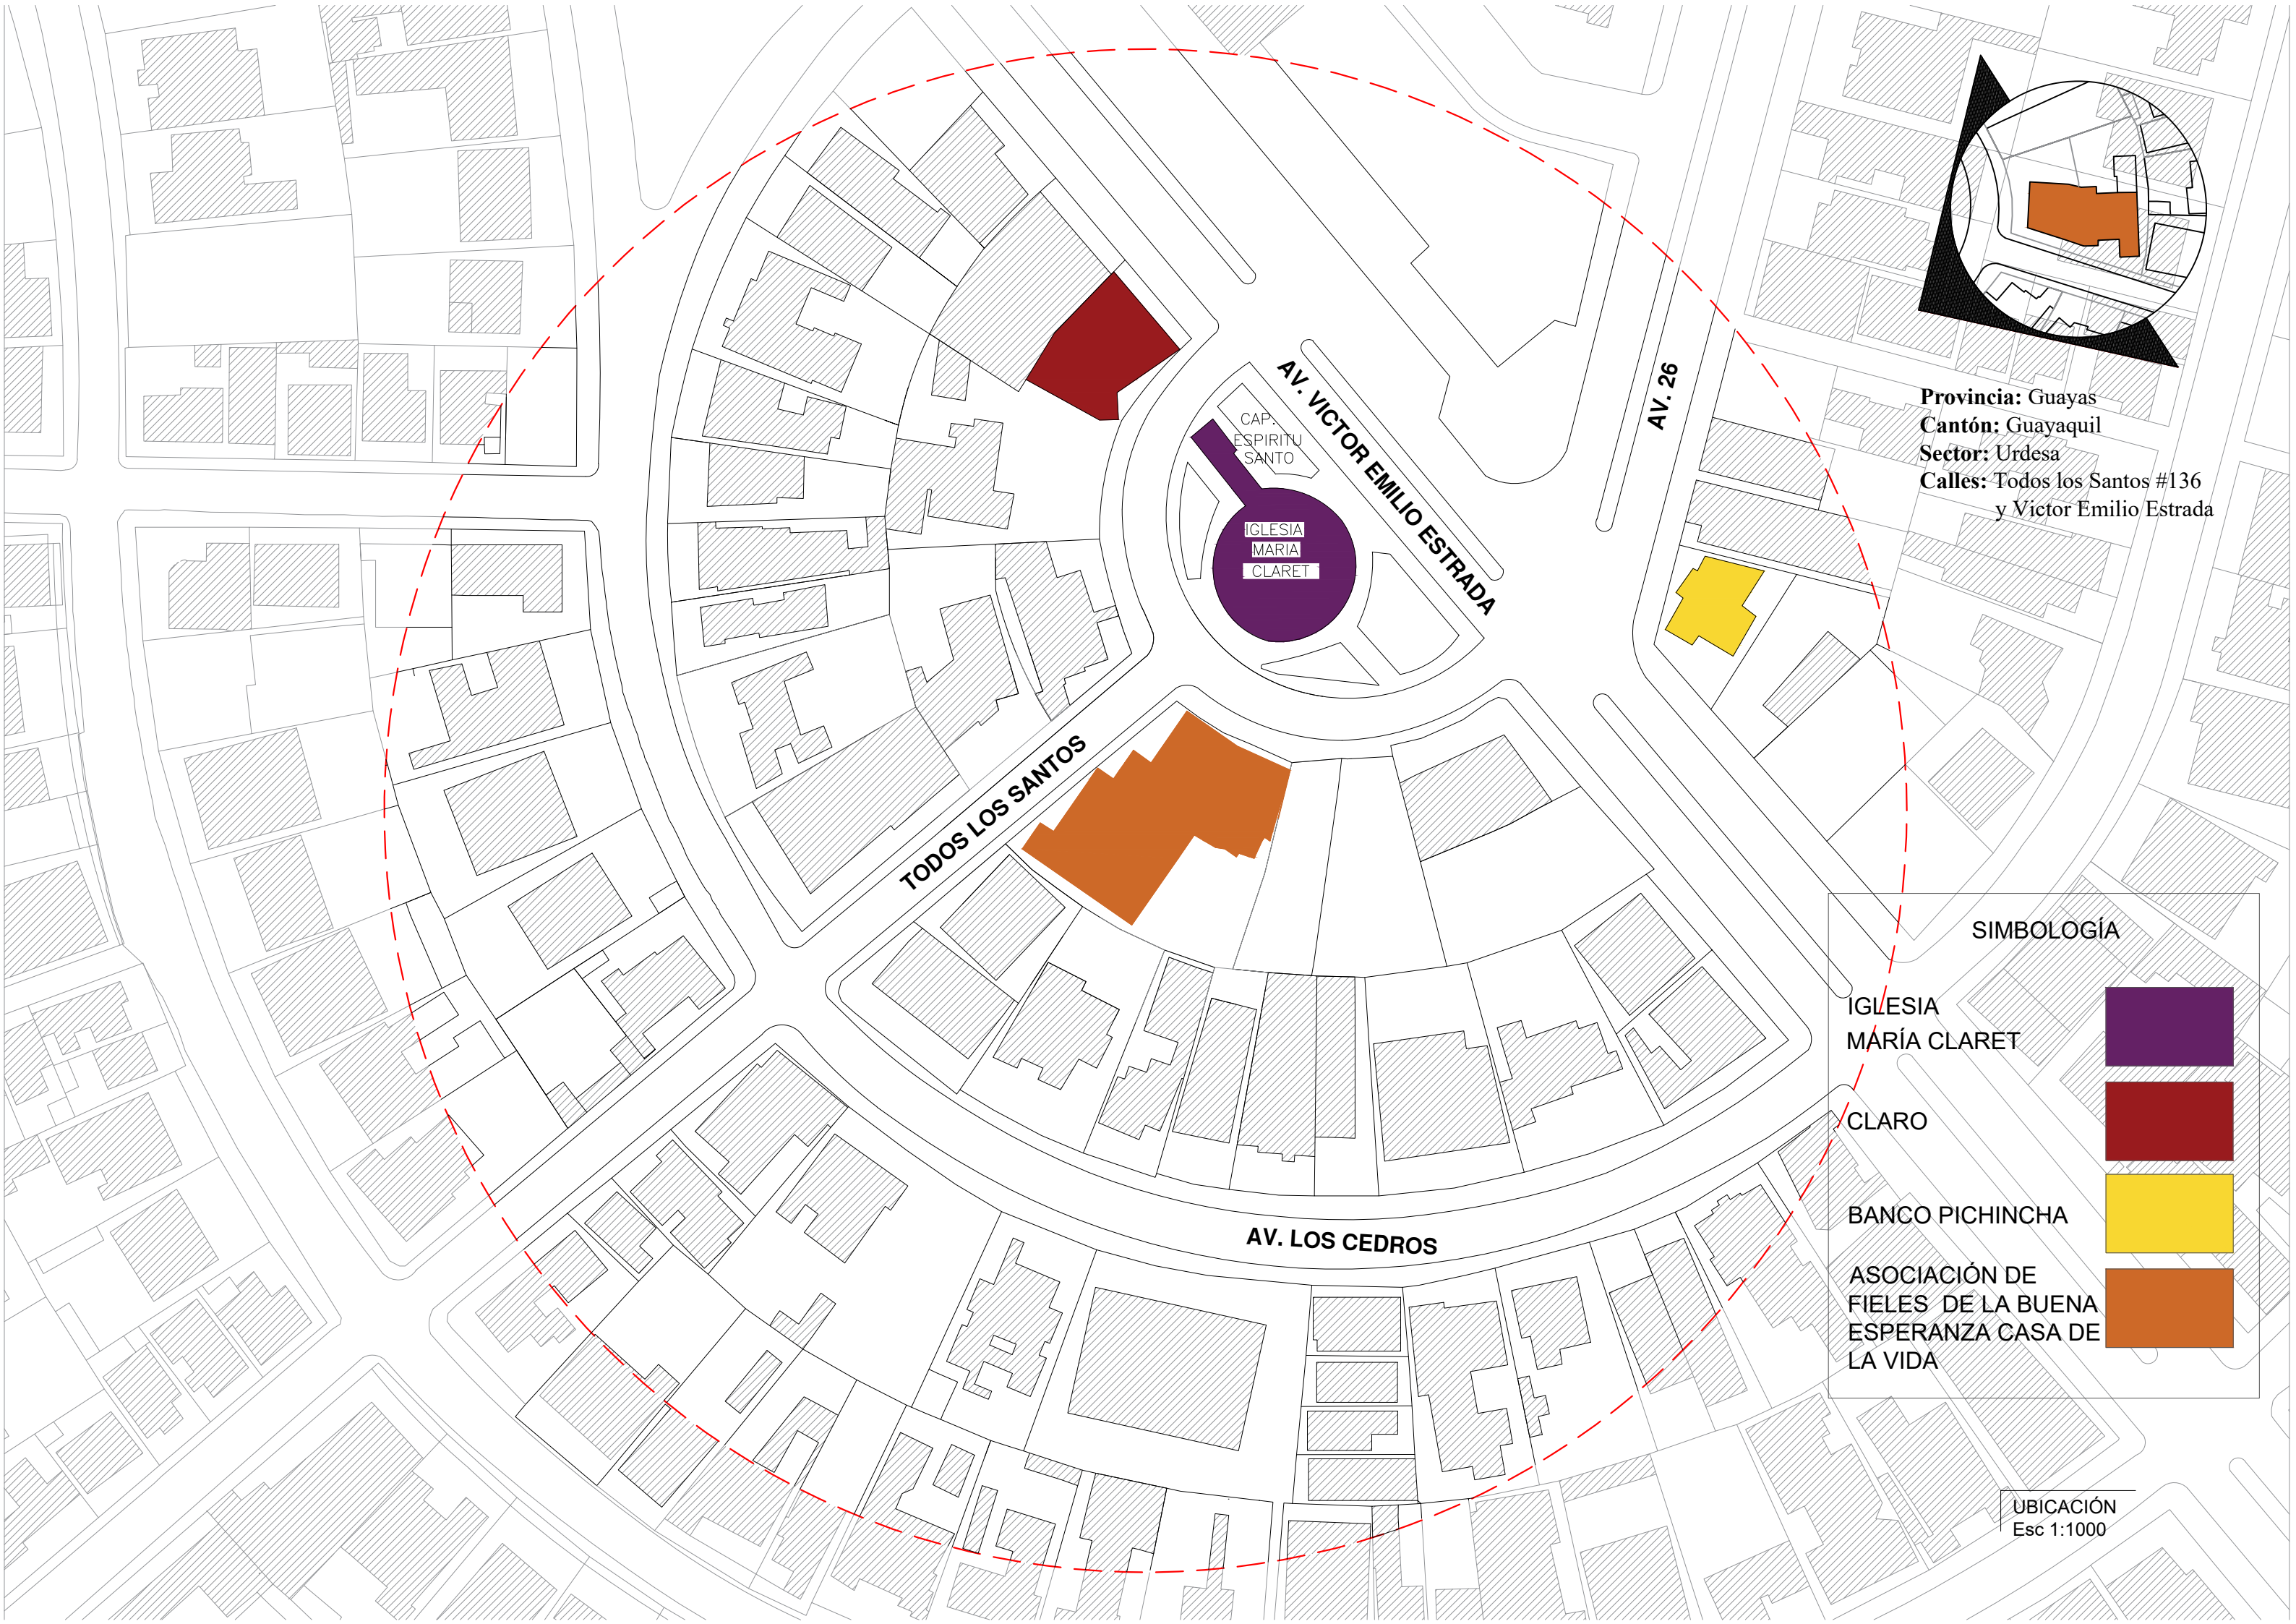 CAP.
ESPIRITU
SANTO
IGLESIA
MARIA
CLARET
AV. VICTOR EMILIO ESTRADA
AV. 26
TODOS LOS SANTOS
AV. LOS CEDROS
Provincia: Guayas
Cantón: Guayaquil
Sector: Urdesa
Calles: Todos los Santos #136
y Victor Emilio Estrada
SIMBOLOGÍA
IGLESIA
MARÍA CLARET
CLARO
BANCO PICHINCHA
ASOCIACIÓN DE
FIELES DE LA BUENA
ESPERANZA CASA DE
LA VIDA
UBICACIÓN
Esc 1:1000